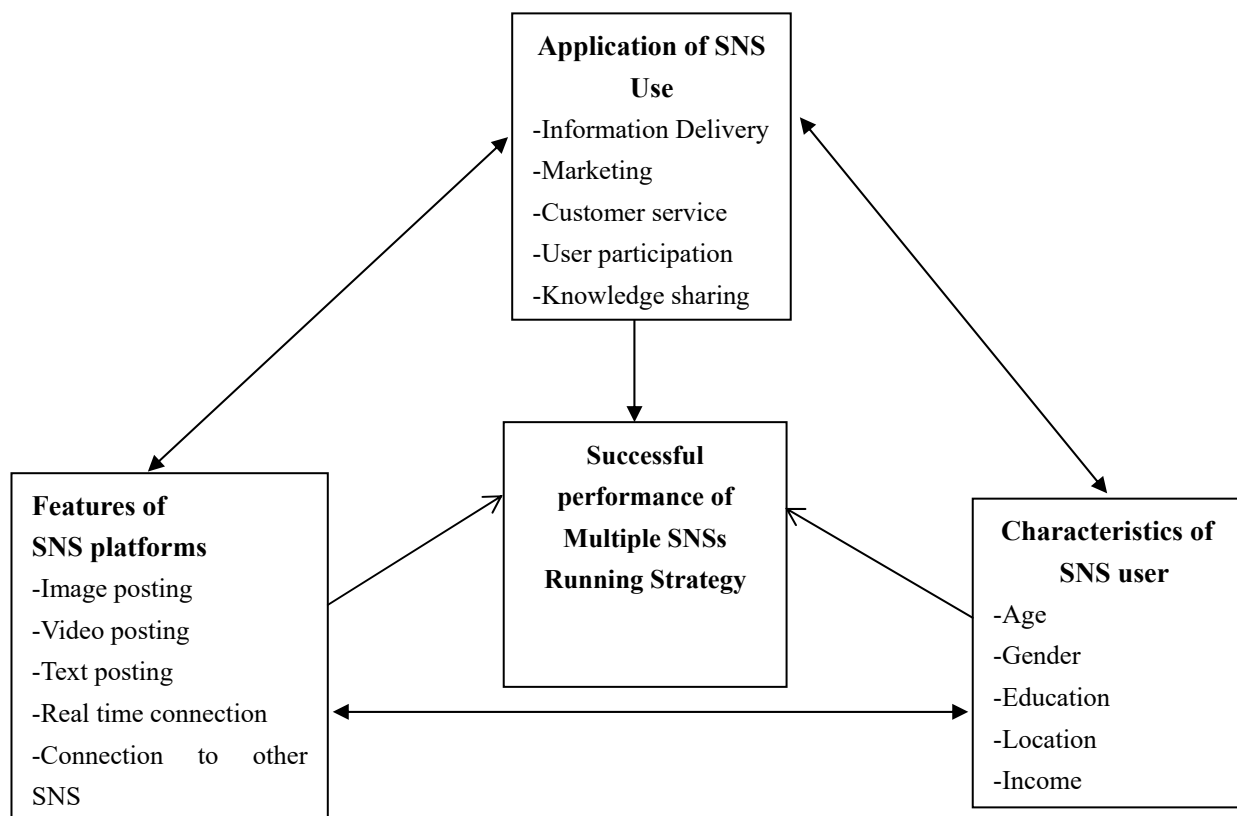 Application of SNS
Use
-Information Delivery
-Marketing
-Customer service
-User participation
-Knowledge sharing
Successful
performance of
Multiple SNSs
Running Strategy
Features of
SNS platforms
-Image posting
-Video posting
-Text posting
-Real time connection
-Connection to other
SNS
Characteristics of
SNS user
-Age
-Gender
-Education
-Location
-Income